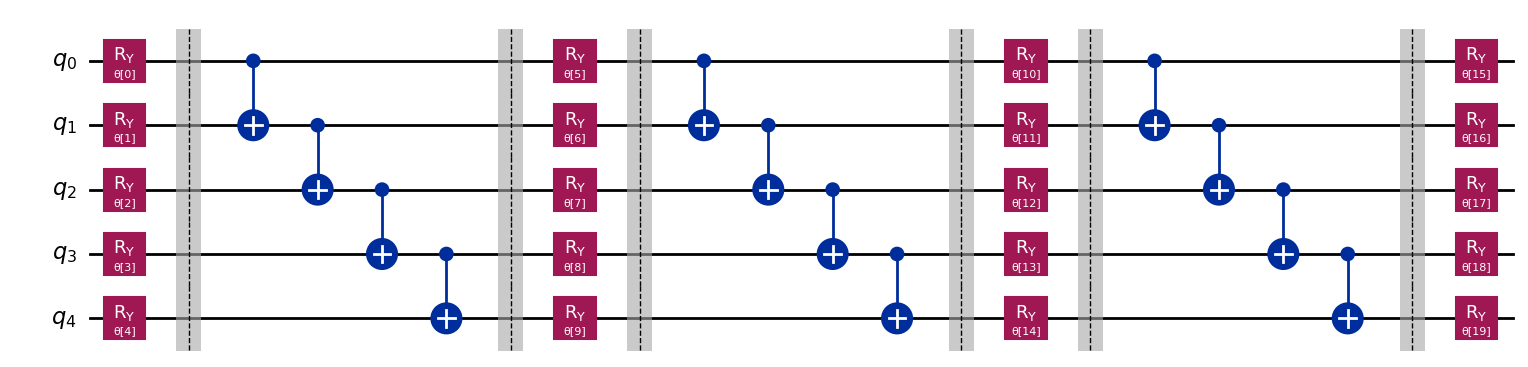 q0 RY RY RY RY
θ[0] θ[5] θ[10] θ[15]
q1 RY RY RY RY
θ[1] θ[6] θ[11] θ[16]
q2 RY RY RY RY
θ[2] θ[7] θ[12] θ[17]
q3 RY RY RY RY
θ[3] θ[8] θ[13] θ[18]
q4 RY RY RY RY
θ[4] θ[9] θ[14] θ[19]